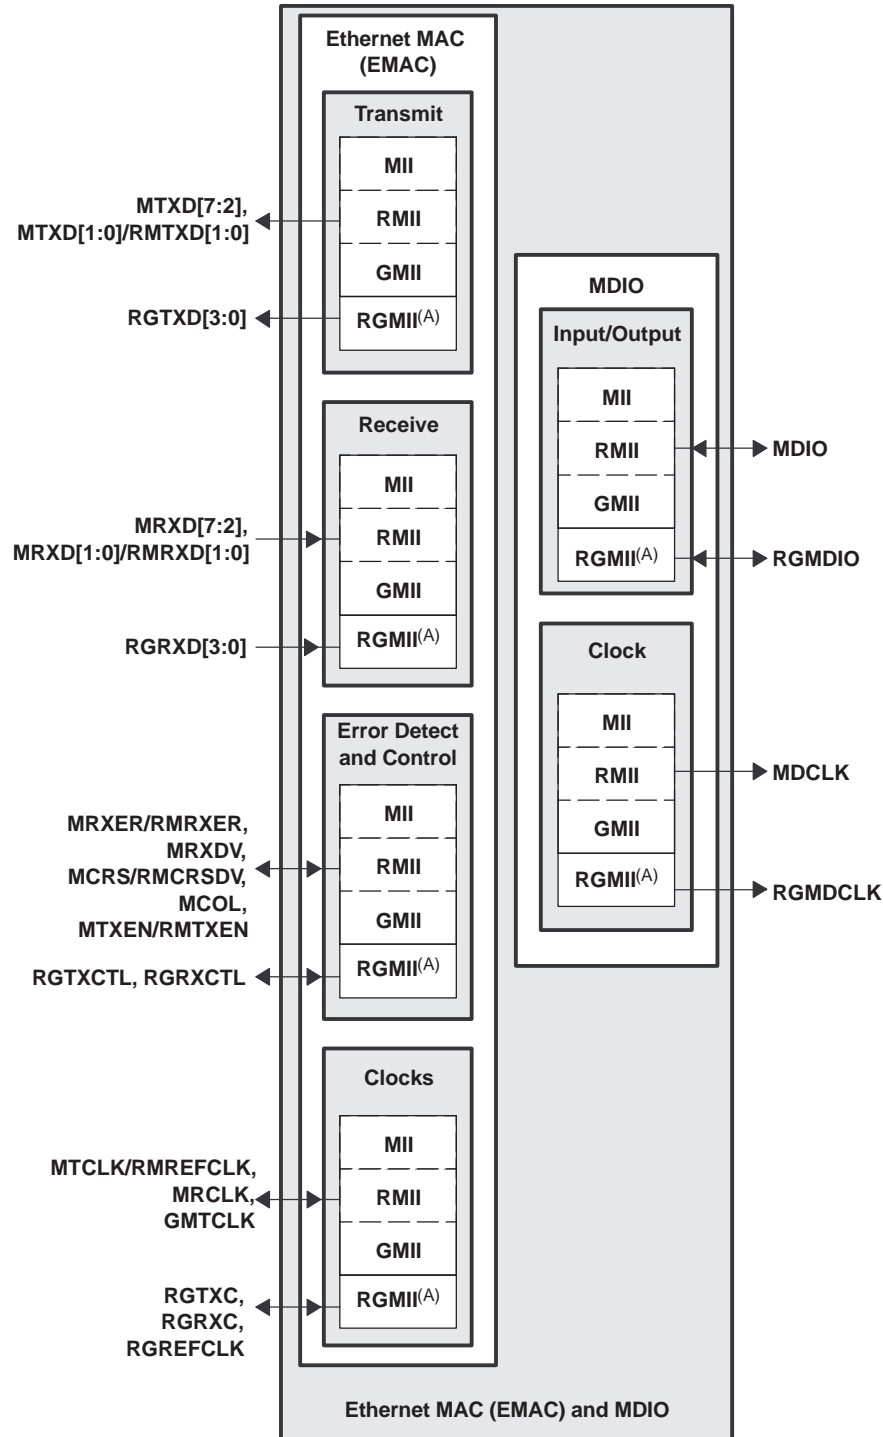 Ethernet MAC
(EMAC)
Transmit
MII
RMII
GMII
RGMII(A)
MTXD[7:2],
MTXD[1:0]/RMTXD[1:0]
RGTXD[3:0]
Receive
MII
RMII
GMII
RGMII(A)
MRXD[7:2],
MRXD[1:0]/RMRXD[1:0]
RGRXD[3:0]
Error Detect
and Control
MII
RMII
GMII
RGMII(A)
MRXER/RMRXER,
MRXDV,
MCRS/RMCRSDV,
MCOL,
MTXEN/RMTXEN
RGTXCTL, RGRXCTL
Clocks
MII
RMII
GMII
RGMII(A)
MTCLK/RMREFCLK,
MRCLK,
GMTCLK
RGTXC,
RGRXC,
RGREFCLK
MDIO
Input/Output
MII
RMII
GMII
RGMII(A)
MDIO
RGMDIO
Clock
MII
RMII
GMII
RGMII(A)
MDCLK
RGMDCLK
Ethernet MAC (EMAC) and MDIO